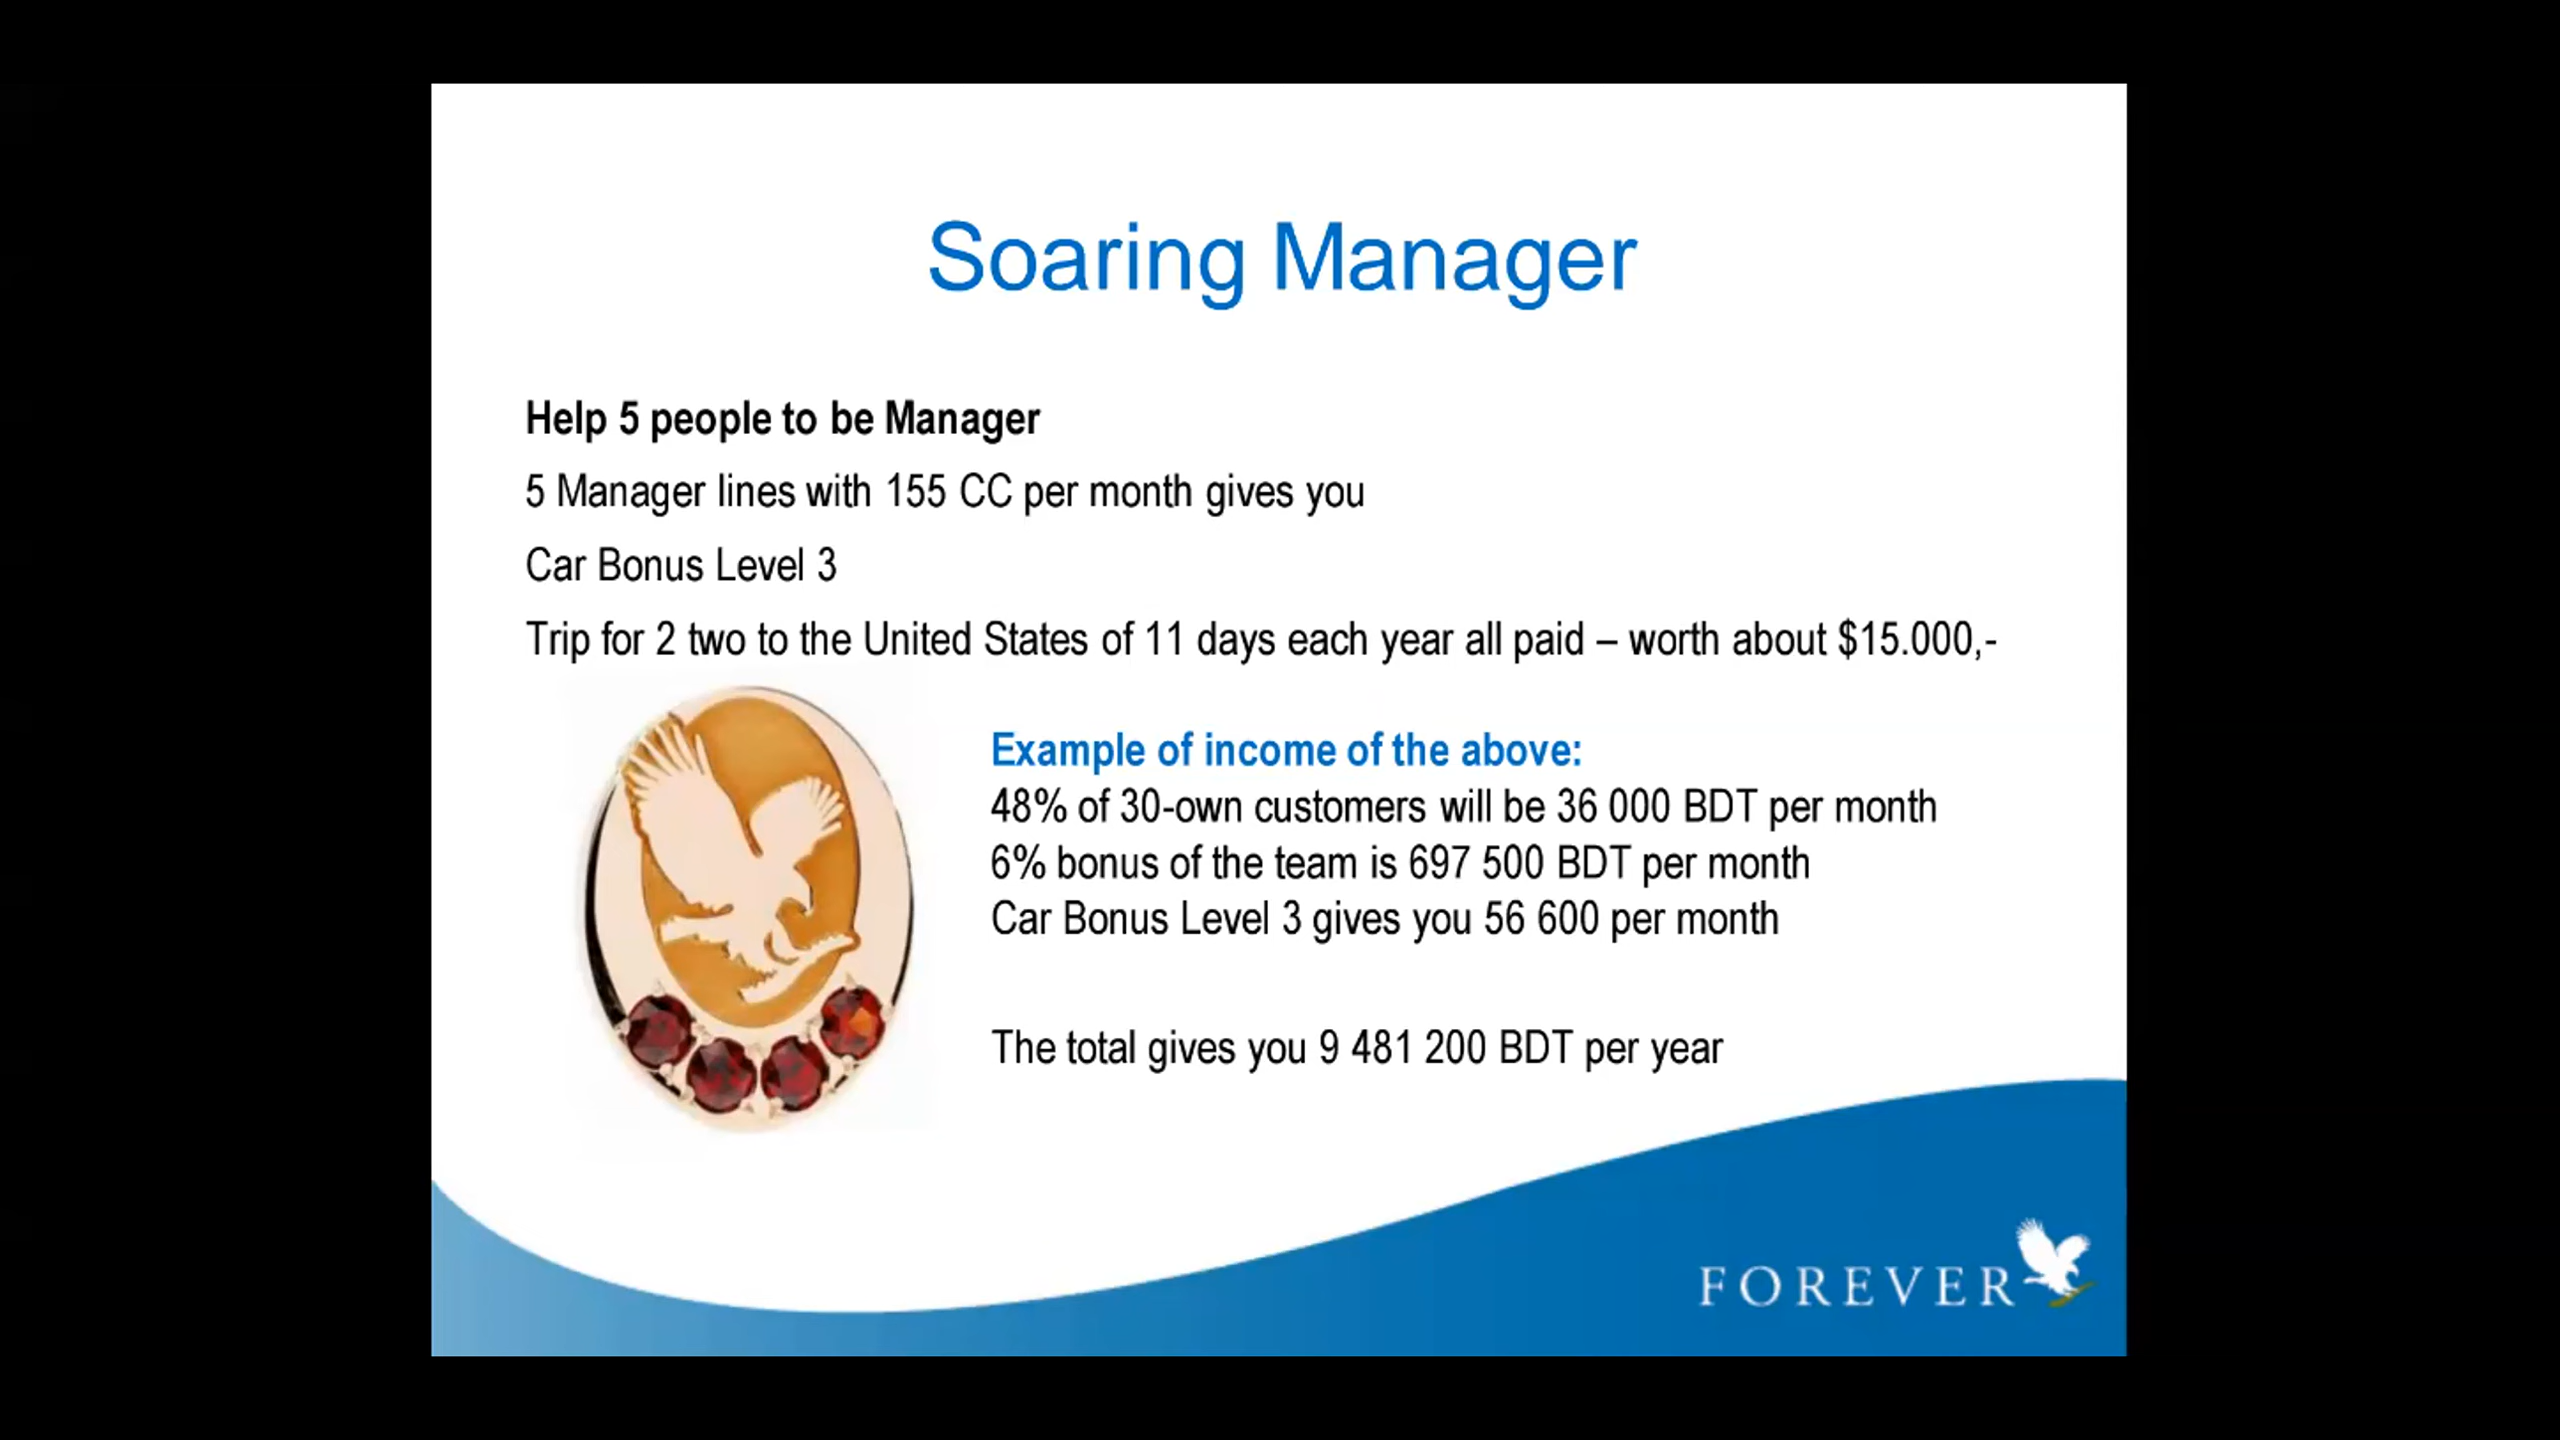 Soaring Manager
Help 5 people to be Manager
5 Manager lines with 155 CC per month gives you
Car Bonus Level 3
Trip for 2 two to the United States of 11 days each year all paid – worth about $15.000,-
Example of income of the above:
48% of 30-own customers will be 36 000 BDT per month
6% bonus of the team is 697 500 BDT per month
Car Bonus Level 3 gives you 56 600 per month
The total gives you 9 481 200 BDT per year
FOREVER